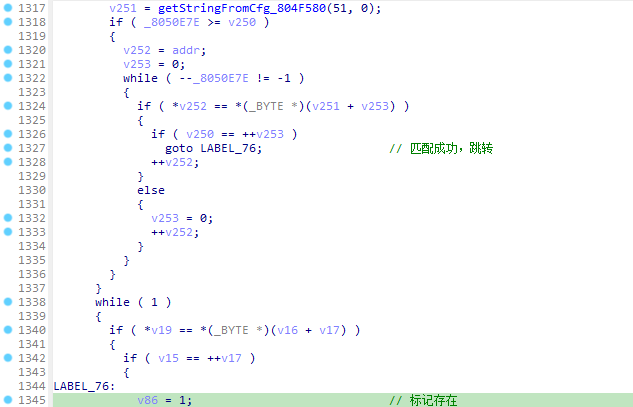 1317 v251 = getStringFromCfg_804F580(51, 0);
1318 if ( _8050E7E >= v250 )
1319 {
1320 v252 = addr;
1321 v253 = 0;
1322 while ( --_8050E7E != -1 )
1323 {
1324 if ( *v252 == *(_BYTE *)(v251 + v253) )
1325 {
1326 if ( v250 == ++v253 )
1327 goto LABEL_76; // 匹配成功，跳转
1328 ++v252;
1329 }
1330 else
1331 {
1332 v253 = 0;
1333 ++v252;
1334 }
1335 }
1336 }
1337 }
1338 while ( 1 )
1339 {
1340 if ( *v19 == *(_BYTE *)(v16 + v17) )
1341 {
1342 if ( v15 == ++v17 )
1343 {
1344 LABEL_76:
1345 v86 = 1; // 标记存在